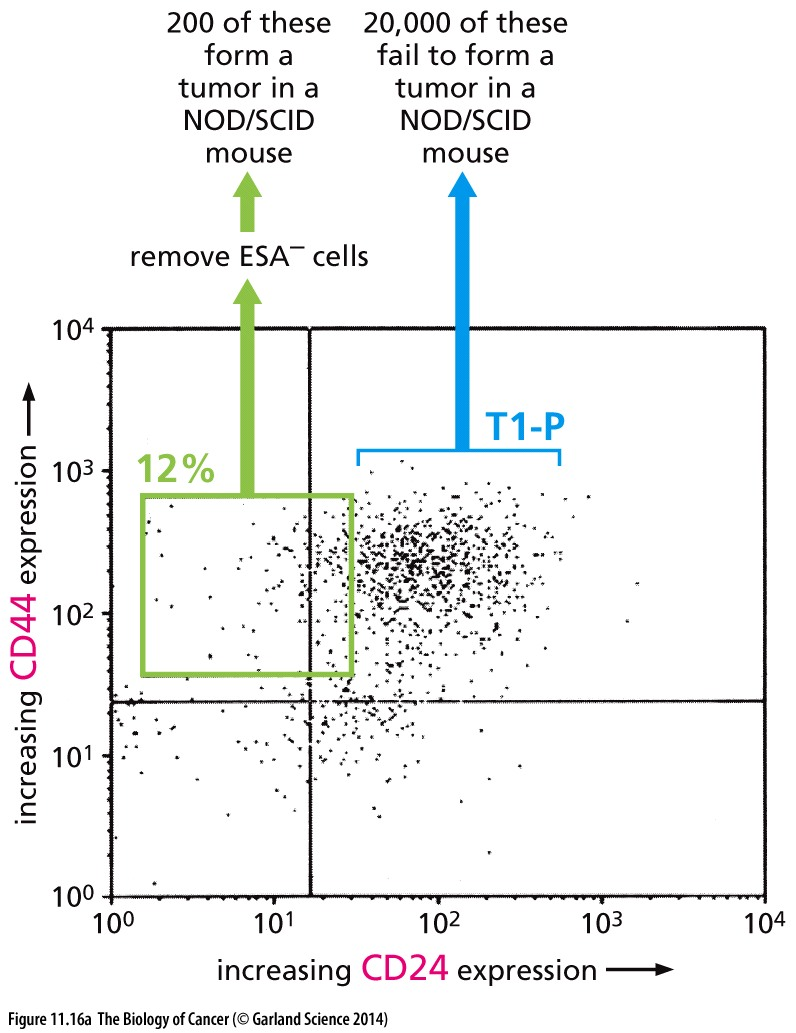 200 of these
form a
tumor in a
NOD/SCID
mouse
20,000 of these
fail to form a
tumor in a
NOD/SCID
mouse
remove ESA⁻ cells
T1-P
12%
10⁴
10³
10²
10¹
10⁰
increasing CD44 expression
10⁰ 10¹ 10² 10³ 10⁴
increasing CD24 expression
Figure 11.16a The Biology of Cancer (© Garland Science 2014)